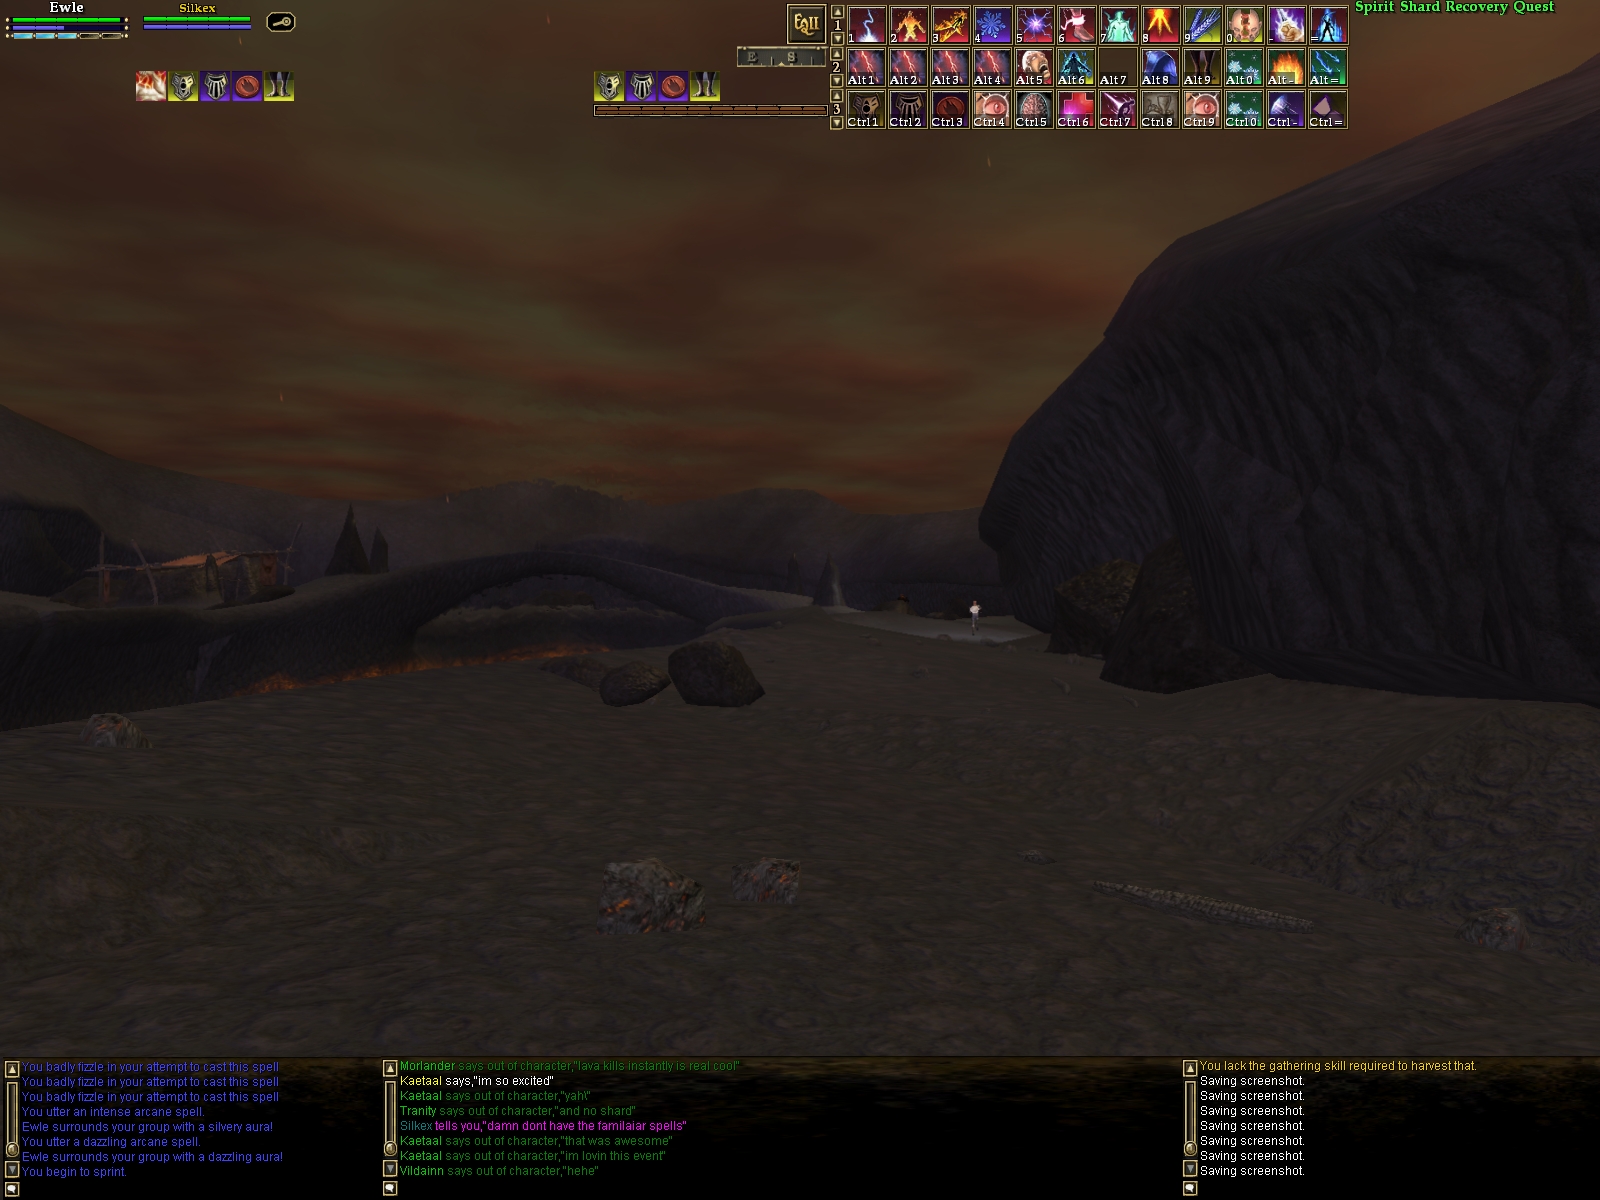 Ewle
Silkex
EQII
E S
1 2 3 4 5 6 7 8 9 0 - =
Spirit Shard Recovery Quest
1
2
Alt1 Alt2 Alt3 Alt4 Alt5 Alt6 Alt7 Alt8 Alt9 Alt0 Alt- Alt=
3
Ctrl1 Ctrl2 Ctrl3 Ctrl4 Ctrl5 Ctrl6 Ctrl7 Ctrl8 Ctrl9 Ctrl0 Ctrl- Ctrl=
You badly fizzle in your attempt to cast this spell
You badly fizzle in your attempt to cast this spell
You badly fizzle in your attempt to cast this spell
You utter an intense arcane spell.
Ewle surrounds your group with a silvery aura!
You utter a dazzling arcane spell.
Ewle surrounds your group with a dazzling aura!
You begin to sprint.
Morlander says out of character,"lava kills instantly is real cool"
Kaetaal says,"im so excited"
Kaetaal says out of character,"yah\"
Tranity says out of character,"and no shard"
Silkex tells you,"damn dont have the familaiar spells"
Kaetaal says out of character,"that was awesome"
Kaetaal says out of character,"im lovin this event"
Vildainn says out of character,"hehe"
You lack the gathering skill required to harvest that.
Saving screenshot.
Saving screenshot.
Saving screenshot.
Saving screenshot.
Saving screenshot.
Saving screenshot.
Saving screenshot.